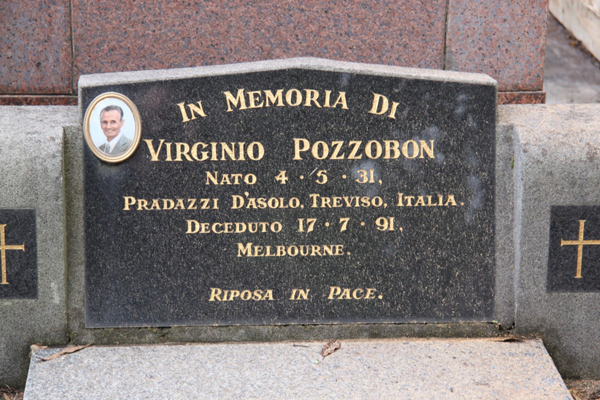 IN MEMORIA DI
VIRGINIO POZZOBON
NATO 4 · 5 · 31.
PRADAZZI D'ASOLO, TREVISO, ITALIA.
DECEDUTO 17 · 7 · 91.
MELBOURNE.
RIPOSA IN PACE.